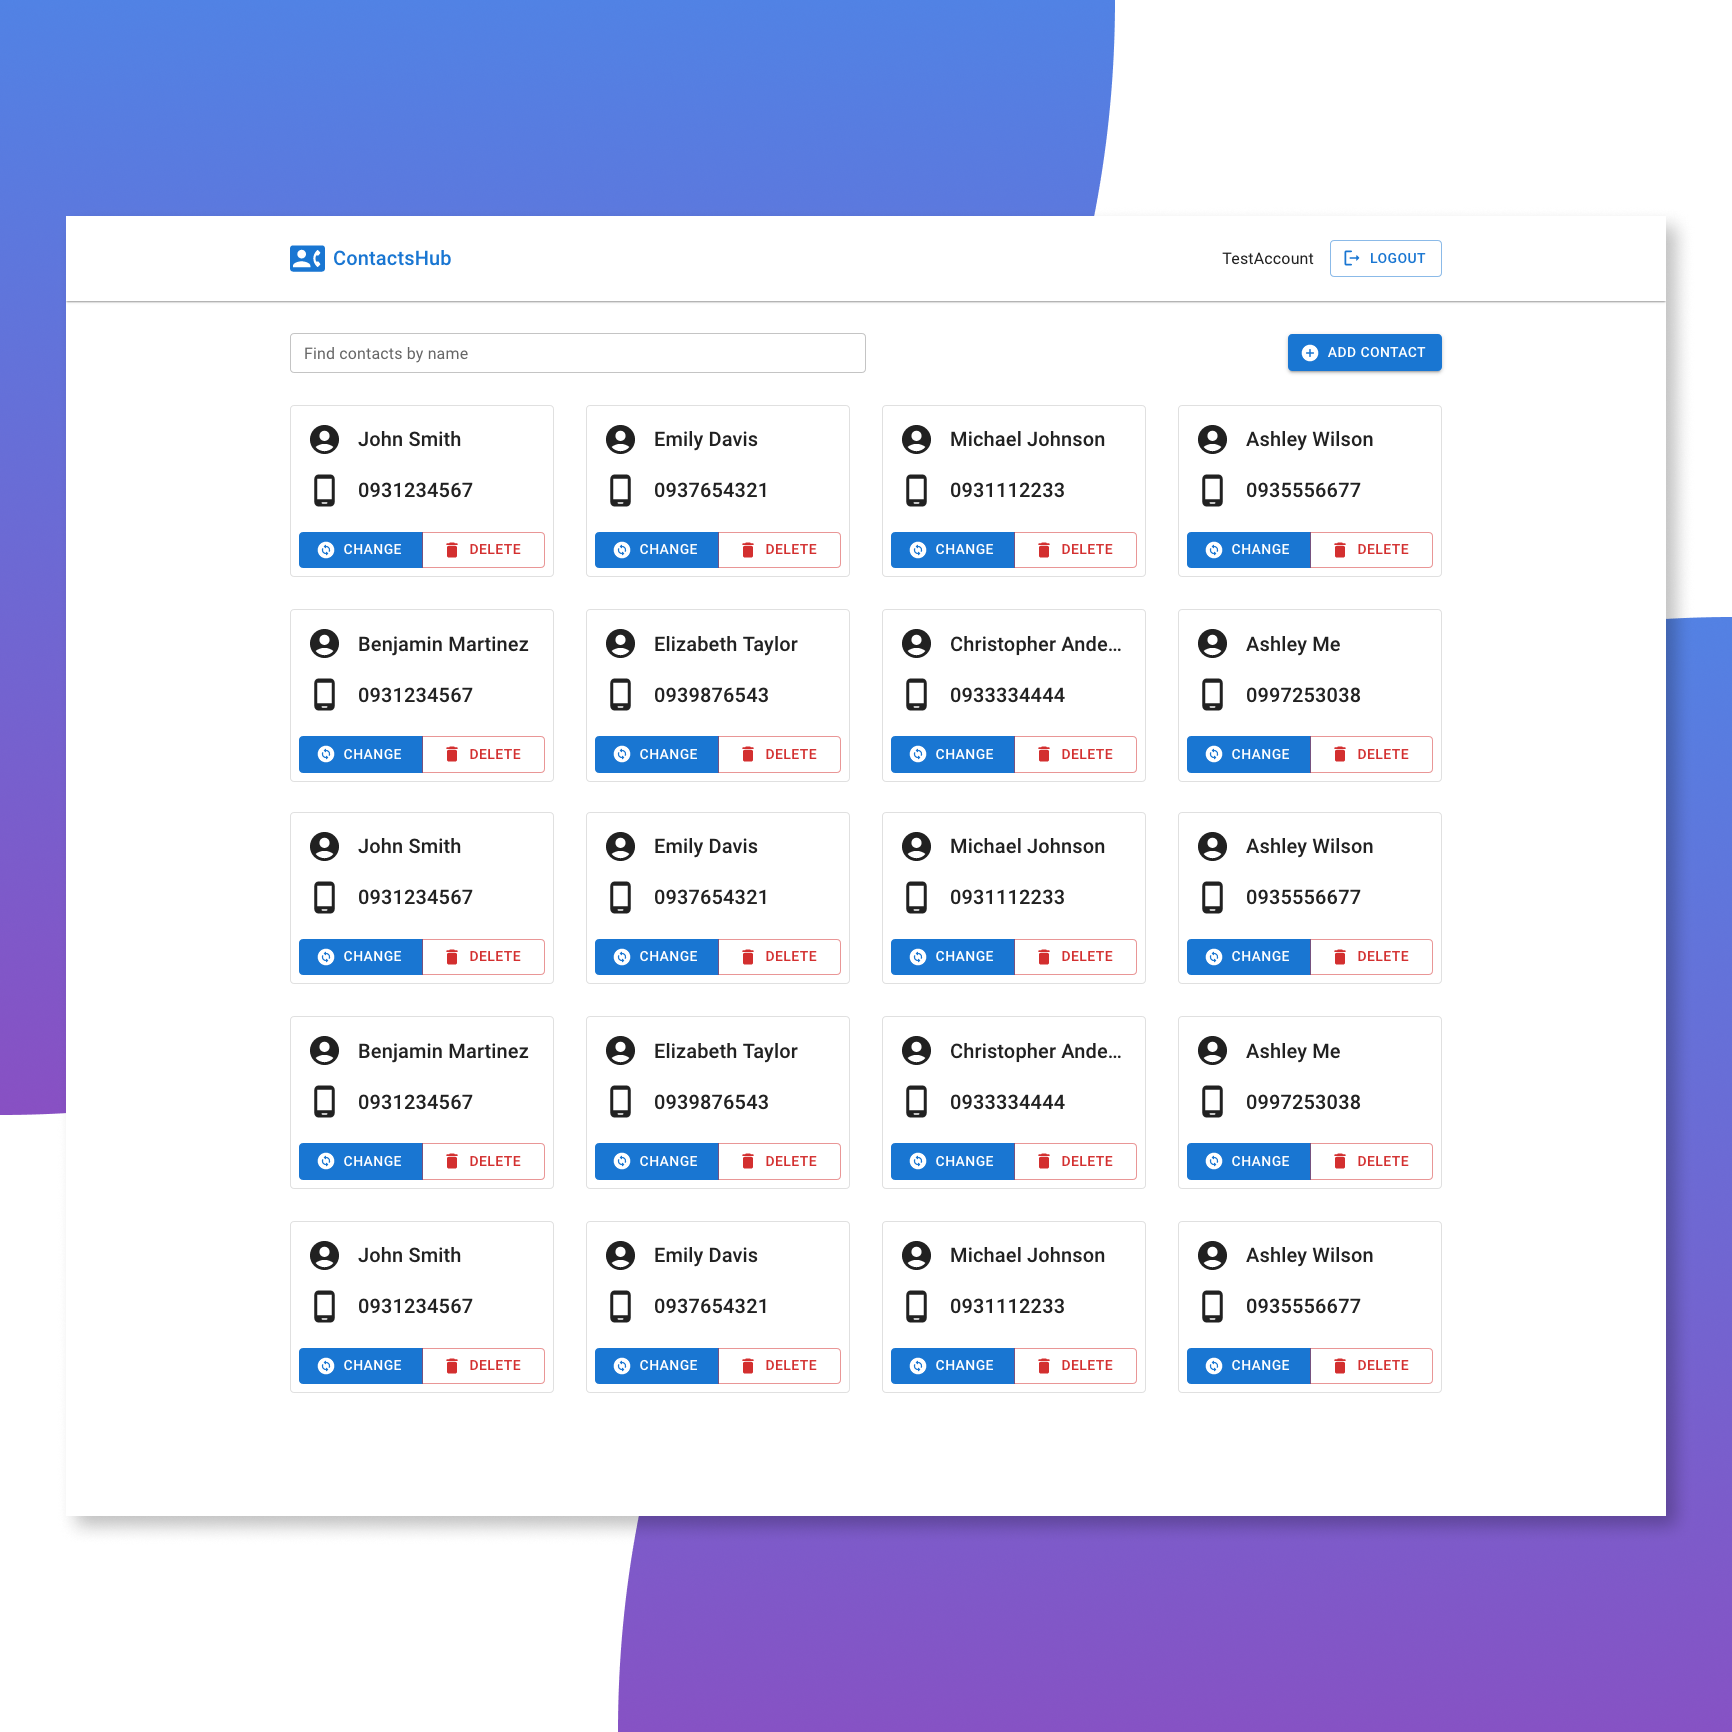 ContactsHub
TestAccount LOGOUT
Find contacts by name ADD CONTACT
John Smith Emily Davis Michael Johnson Ashley Wilson
0931234567 0937654321 0931112233 0935556677
CHANGE DELETE CHANGE DELETE CHANGE DELETE CHANGE DELETE
Benjamin Martinez Elizabeth Taylor Christopher Ande... Ashley Me
0931234567 0939876543 0933334444 0997253038
CHANGE DELETE CHANGE DELETE CHANGE DELETE CHANGE DELETE
John Smith Emily Davis Michael Johnson Ashley Wilson
0931234567 0937654321 0931112233 0935556677
CHANGE DELETE CHANGE DELETE CHANGE DELETE CHANGE DELETE
Benjamin Martinez Elizabeth Taylor Christopher Ande... Ashley Me
0931234567 0939876543 0933334444 0997253038
CHANGE DELETE CHANGE DELETE CHANGE DELETE CHANGE DELETE
John Smith Emily Davis Michael Johnson Ashley Wilson
0931234567 0937654321 0931112233 0935556677
CHANGE DELETE CHANGE DELETE CHANGE DELETE CHANGE DELETE